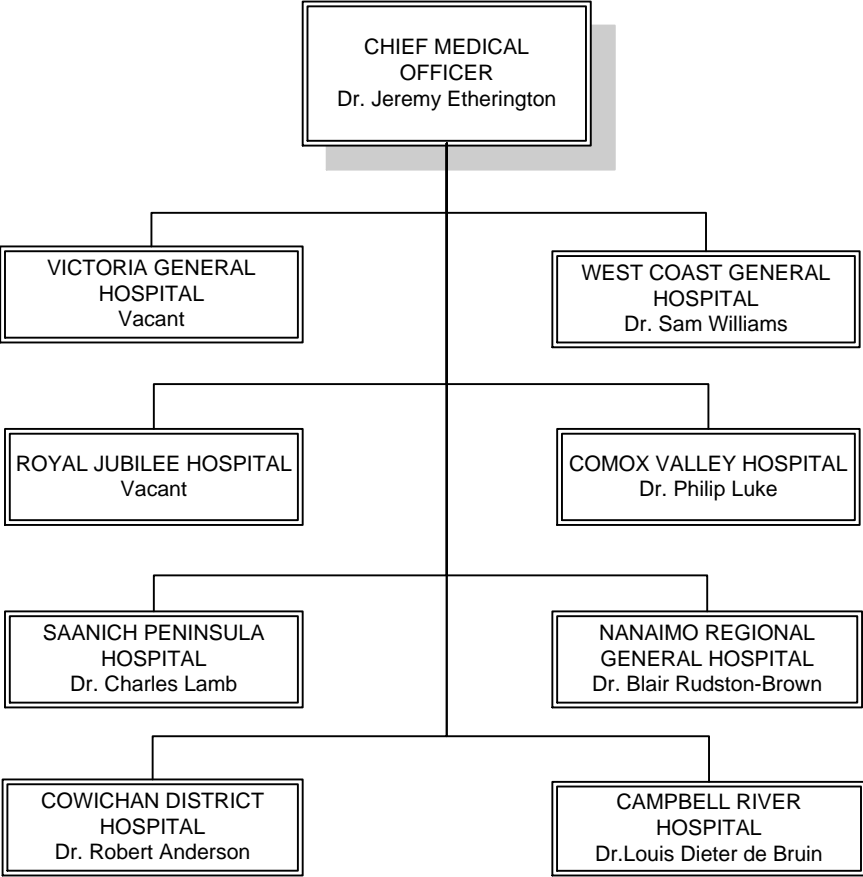 CHIEF MEDICAL
OFFICER
Dr. Jeremy Etherington
VICTORIA GENERAL
HOSPITAL
Vacant
WEST COAST GENERAL
HOSPITAL
Dr. Sam Williams
ROYAL JUBILEE HOSPITAL
Vacant
COMOX VALLEY HOSPITAL
Dr. Philip Luke
SAANICH PENINSULA
HOSPITAL
Dr. Charles Lamb
NANAIMO REGIONAL
GENERAL HOSPITAL
Dr. Blair Rudston-Brown
COWICHAN DISTRICT
HOSPITAL
Dr. Robert Anderson
CAMPBELL RIVER
HOSPITAL
Dr.Louis Dieter de Bruin